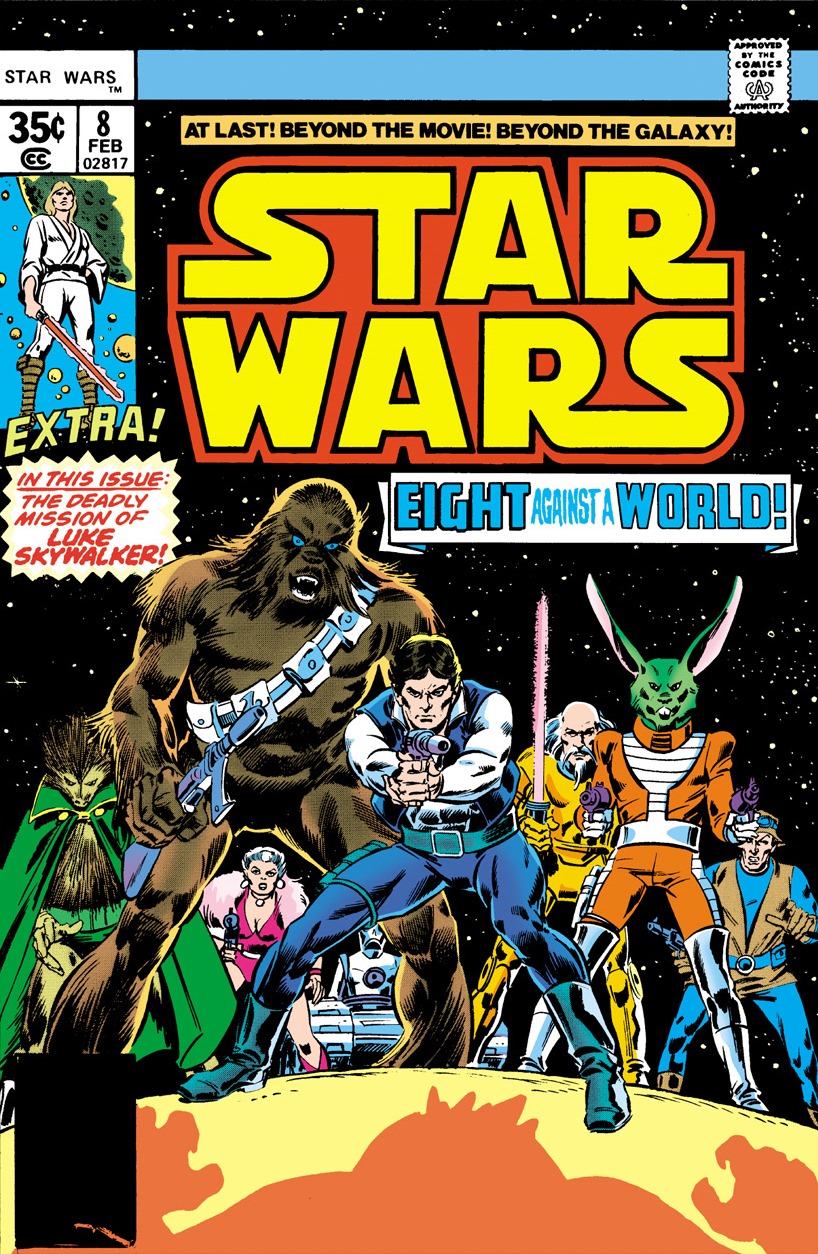 STAR WARS
TM
35¢
CC
8
FEB
02817
APPROVED
BY THE
COMICS
CODE
CA
AUTHORITY
AT LAST! BEYOND THE MOVIE! BEYOND THE GALAXY!
STAR
WARS
EXTRA!
IN THIS ISSUE:
THE DEADLY
MISSION OF
LUKE
SKYWALKER!
EIGHT AGAINST A WORLD!